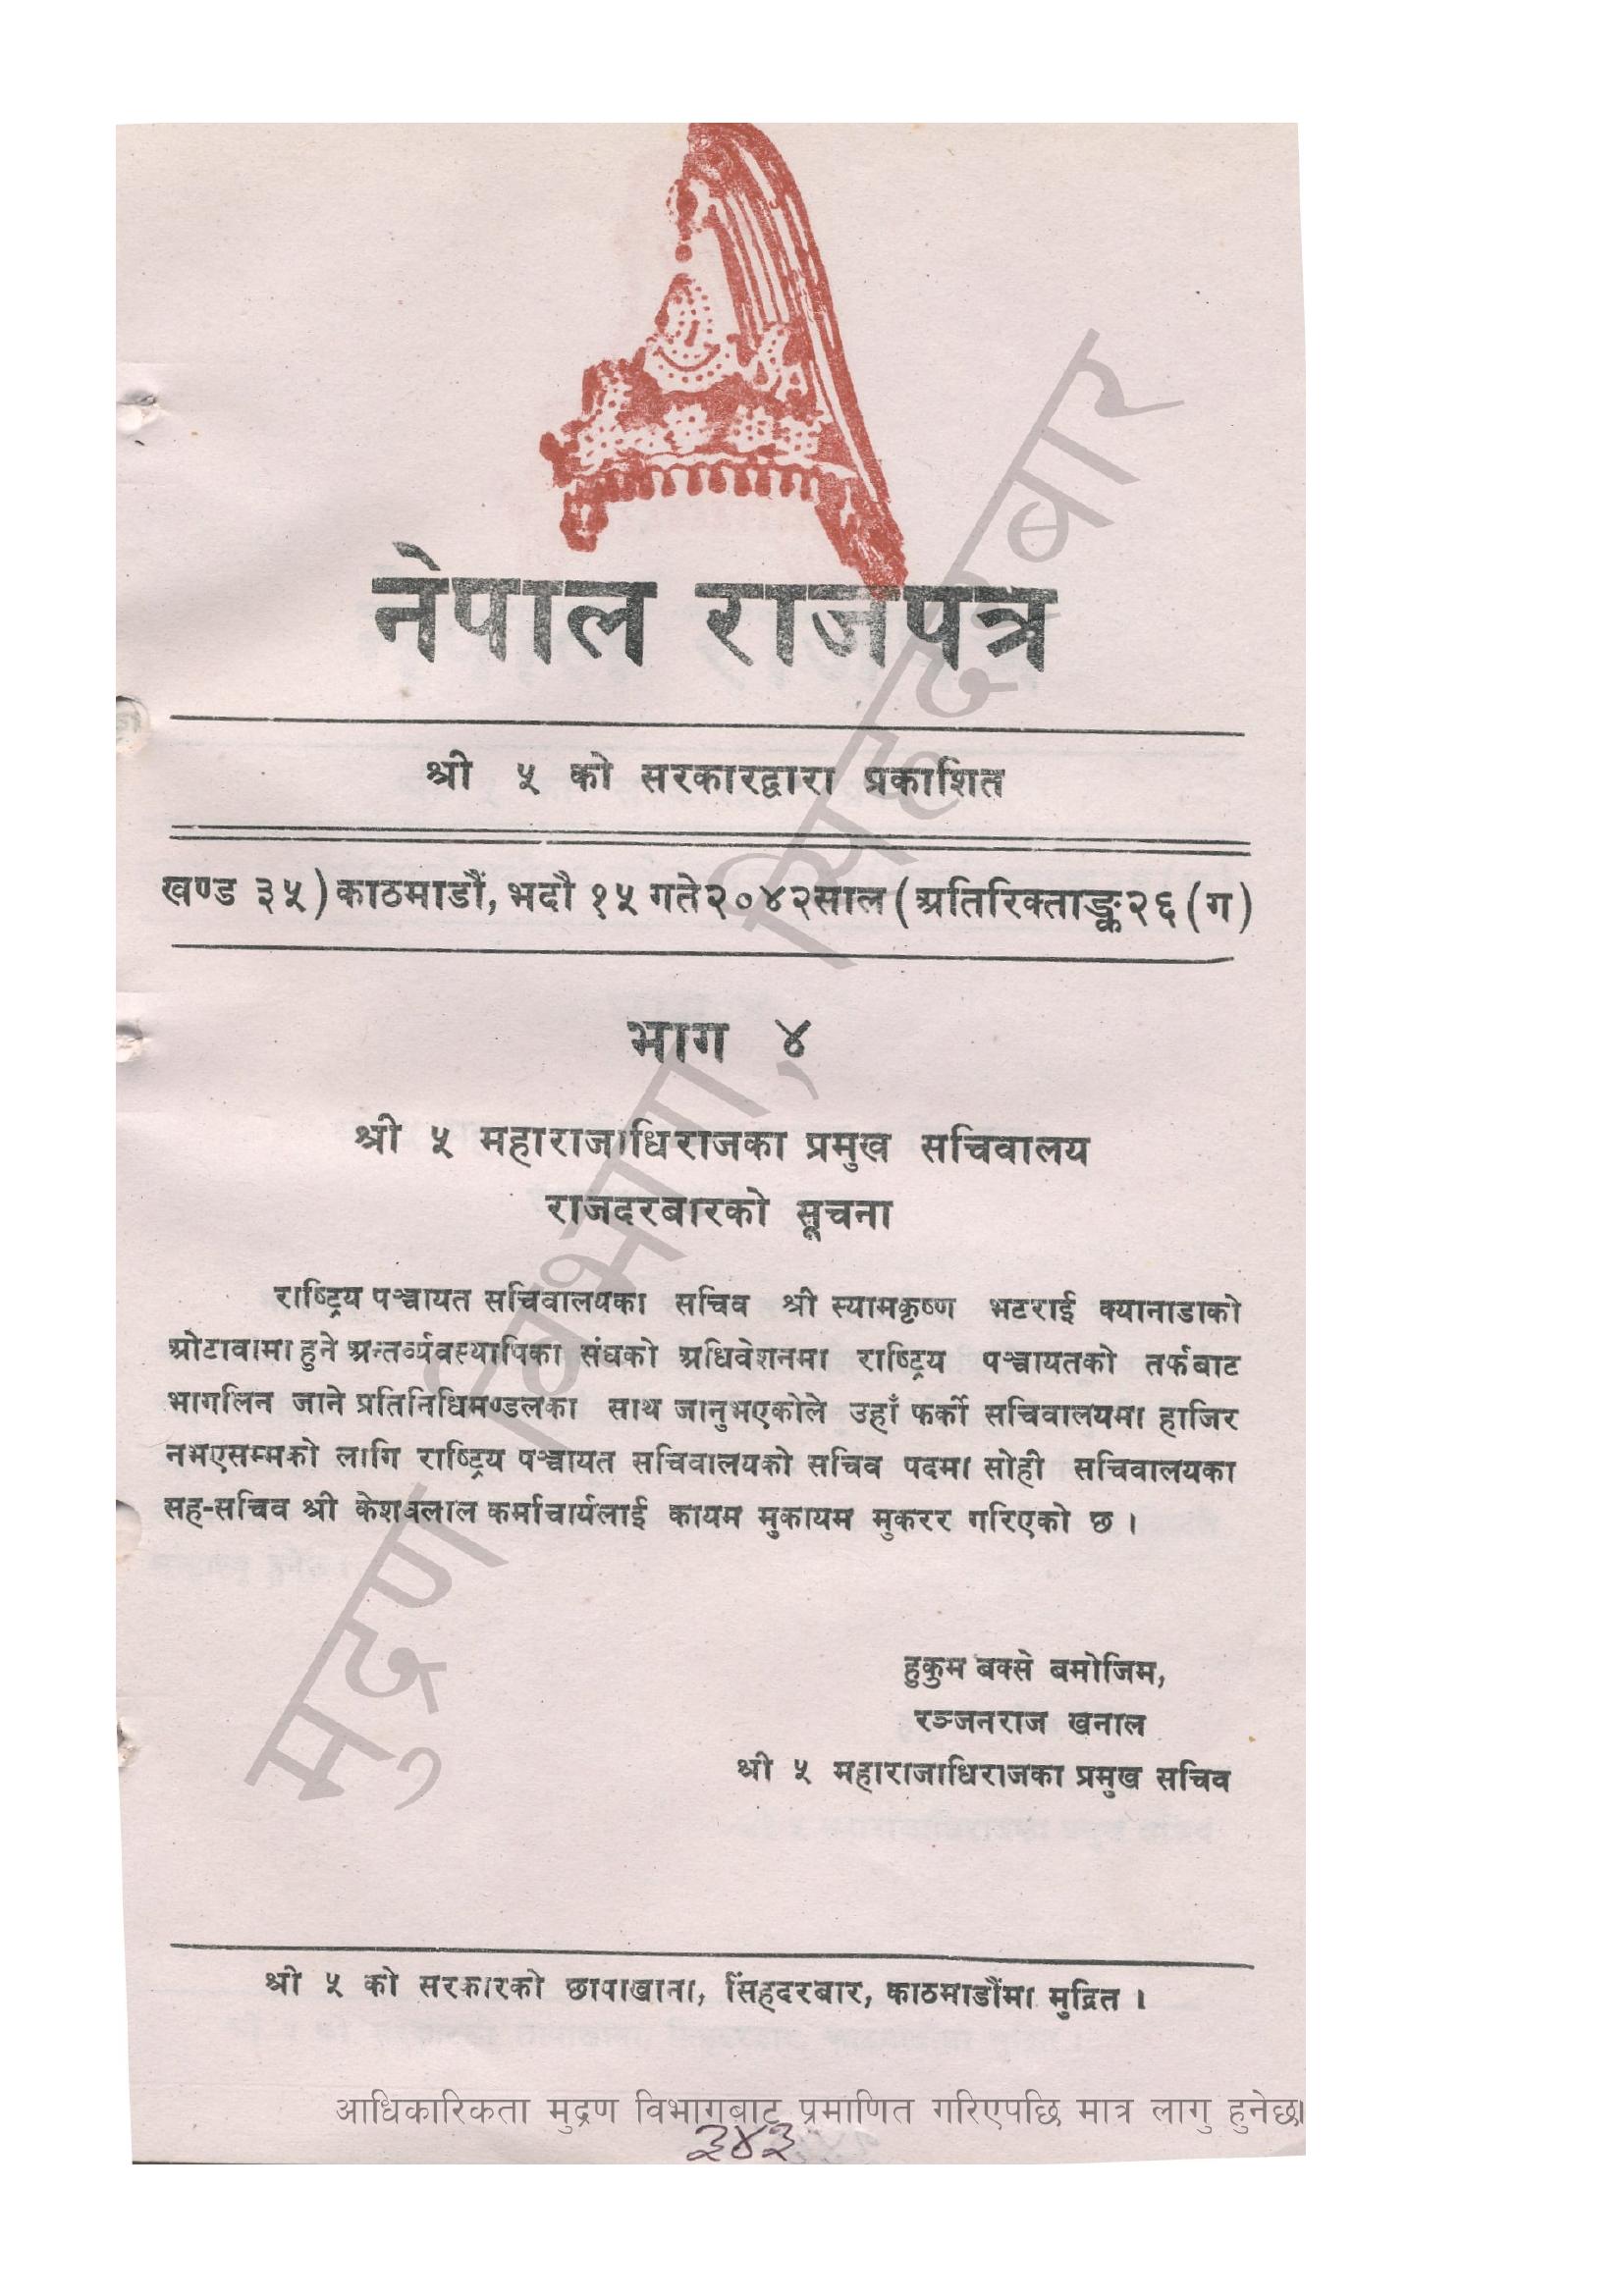 नेपाल राजपत्र
श्री ५ को सरकारद्वारा प्रकाशित
खण्ड ३५) काठमाडौं, भदौ १५ गते २०४२ साल (अतिरिक्ताङ्क २६ (ग)
भाग ४
श्री ५ महाराजाधिराजका प्रमुख सचिवालय
राजदरबारको सूचना
राष्ट्रिय पञ्चायत सचिवालयका सचिव श्री स्यामकृष्ण भटराई क्यानाडाको
ओटावामा हुने अन्तर्व्यवस्थापिका संघको अधिवेशनमा राष्ट्रिय पञ्चायतको तर्फबाट
भागलिन जाने प्रतिनिधिमण्डलका साथ जानुभएकोले उहाँ फर्की सचिवालयमा हाजिर
नभएसम्मको लागि राष्ट्रिय पञ्चायत सचिवालयको सचिव पदमा सोही सचिवालयका
सह-सचिव श्री केशवलाल कर्माचार्यलाई कायम मुकायम मुकरर गरिएको छ ।
हुकुम बक्से बमोजिम,
रञ्जनराज खनाल
श्री ५ महाराजाधिराजका प्रमुख सचिव
श्री ५ को सरकारको छापाखाना, सिंहदरबार, काठमाडौंमा मुद्रित ।
आधिकारिकता मुद्रण विभागबाट प्रमाणित गरिएपछि मात्र लागु हुनेछ।
३४३
मुद्रण विभाग, सिंहदरबार